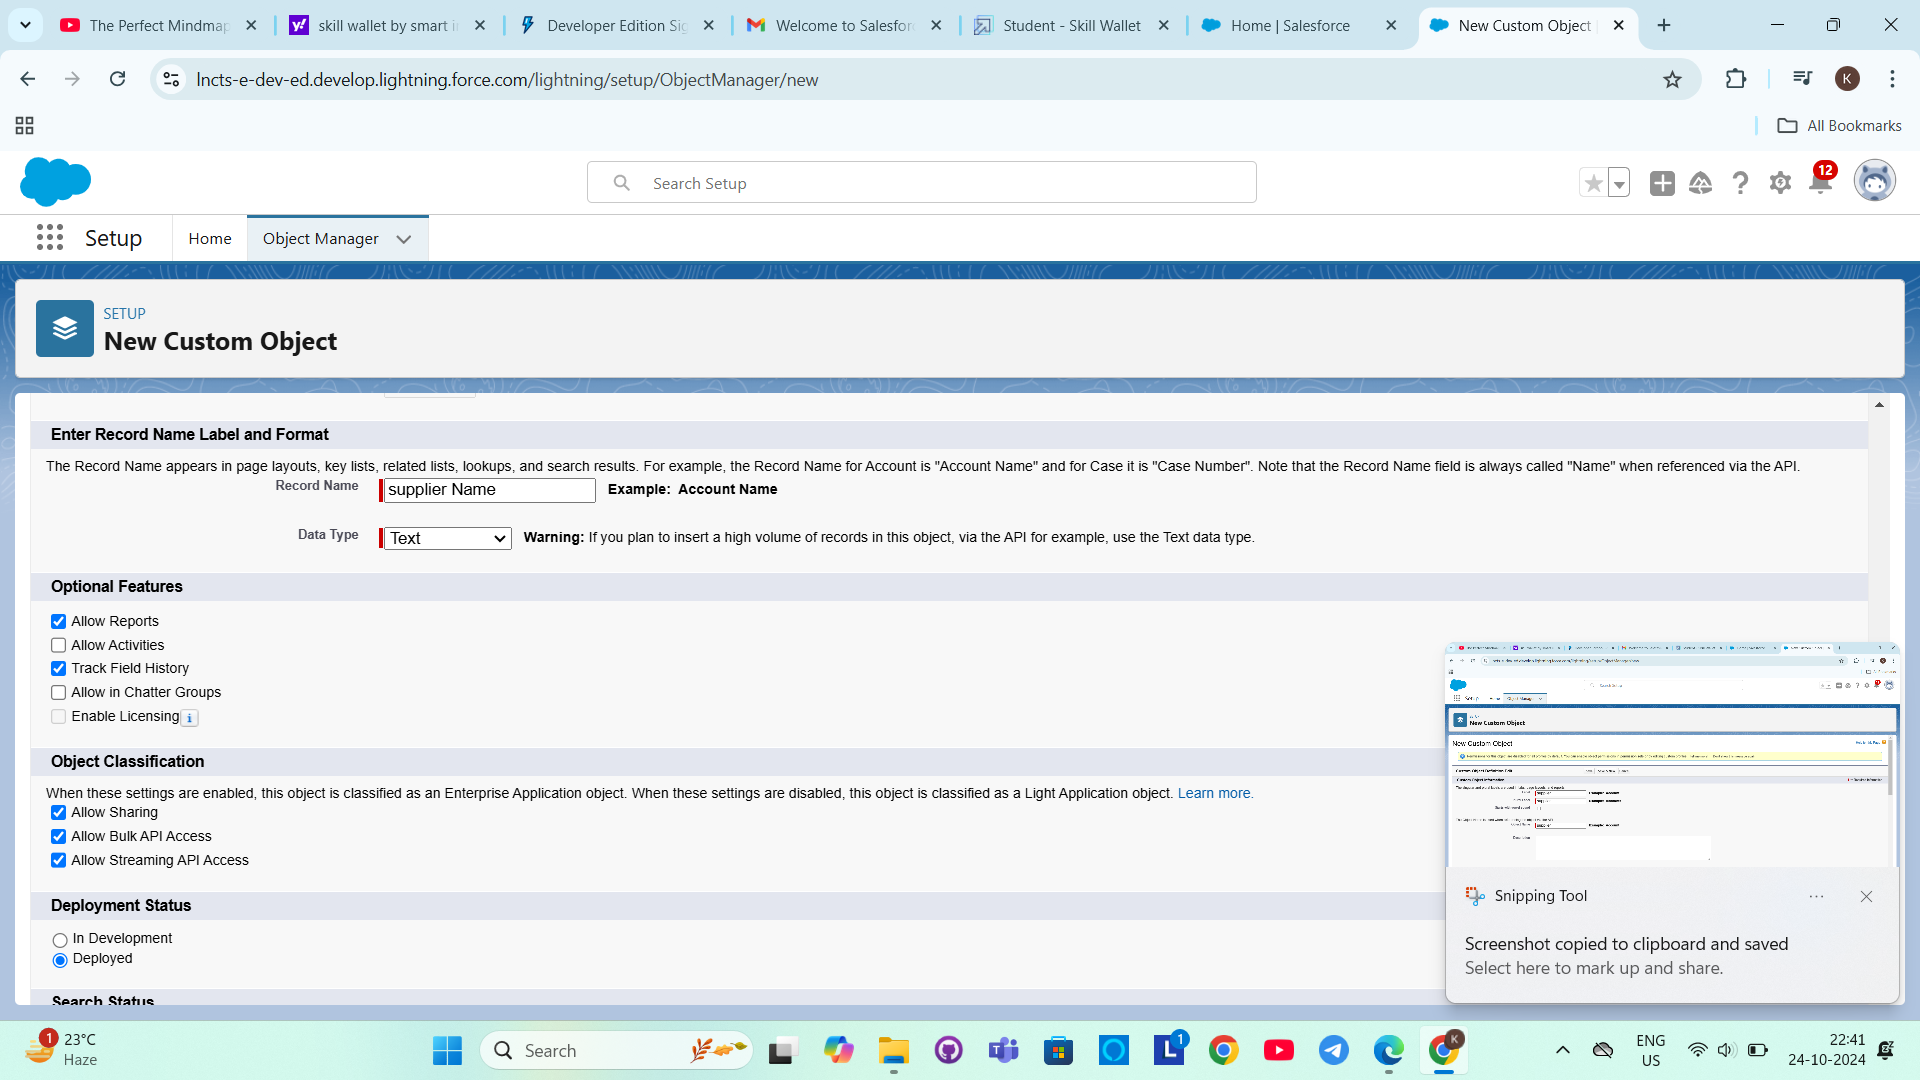 The Perfect Mindmap
skill wallet by smart in
Developer Edition Sig
Welcome to Salesforc
Student - Skill Wallet
Home | Salesforce
New Custom Object |
lncts-e-dev-ed.develop.lightning.force.com/lightning/setup/ObjectManager/new
K
All Bookmarks
Search Setup
12
Setup
Home
Object Manager
SETUP
New Custom Object
Enter Record Name Label and Format
The Record Name appears in page layouts, key lists, related lists, lookups, and search results. For example, the Record Name for Account is "Account Name" and for Case it is "Case Number". Note that the Record Name field is always called "Name" when referenced via the API.
Record Name
supplier Name
Example: Account Name
Data Type
Text
Warning: If you plan to insert a high volume of records in this object, via the API for example, use the Text data type.
Optional Features
Allow Reports
Allow Activities
Track Field History
Allow in Chatter Groups
Enable Licensing i
Object Classification
When these settings are enabled, this object is classified as an Enterprise Application object. When these settings are disabled, this object is classified as a Light Application object. Learn more.
Allow Sharing
Allow Bulk API Access
Allow Streaming API Access
Deployment Status
In Development
Deployed
Search Status
Setup
New Custom Object
New Custom Object
Snipping Tool
Screenshot copied to clipboard and saved
Select here to mark up and share.
1
23°C
Haze
Search
1
K
ENG
US
22:41
24-10-2024